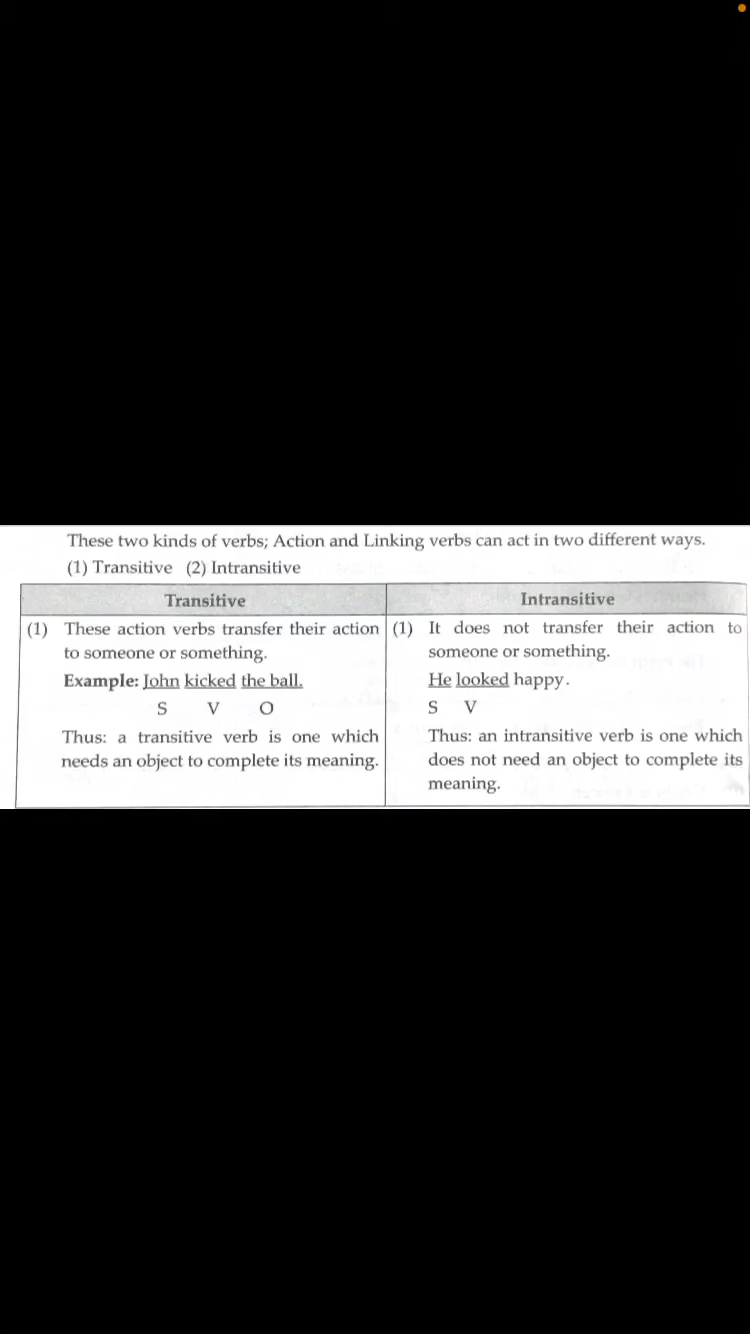 These two kinds of verbs; Action and Linking verbs can act in two different ways.
(1) Transitive (2) Intransitive
Transitive
(1) These action verbs transfer their action
to someone or something.
Example: John kicked the ball.
S V O
Thus: a transitive verb is one which
needs an object to complete its meaning.
Intransitive
(1) It does not transfer their action to
someone or something.
He looked happy.
S V
Thus: an intransitive verb is one which
does not need an object to complete its
meaning.